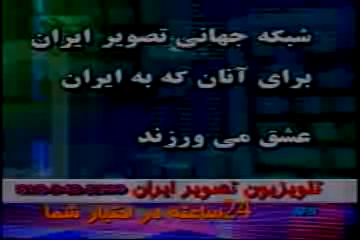 شبکه جهانی تصویر ایران
برای آنان که به ایران
عشق می ورزند
تلویزیون تصویر ایران
24 ساعته در اختیار شما